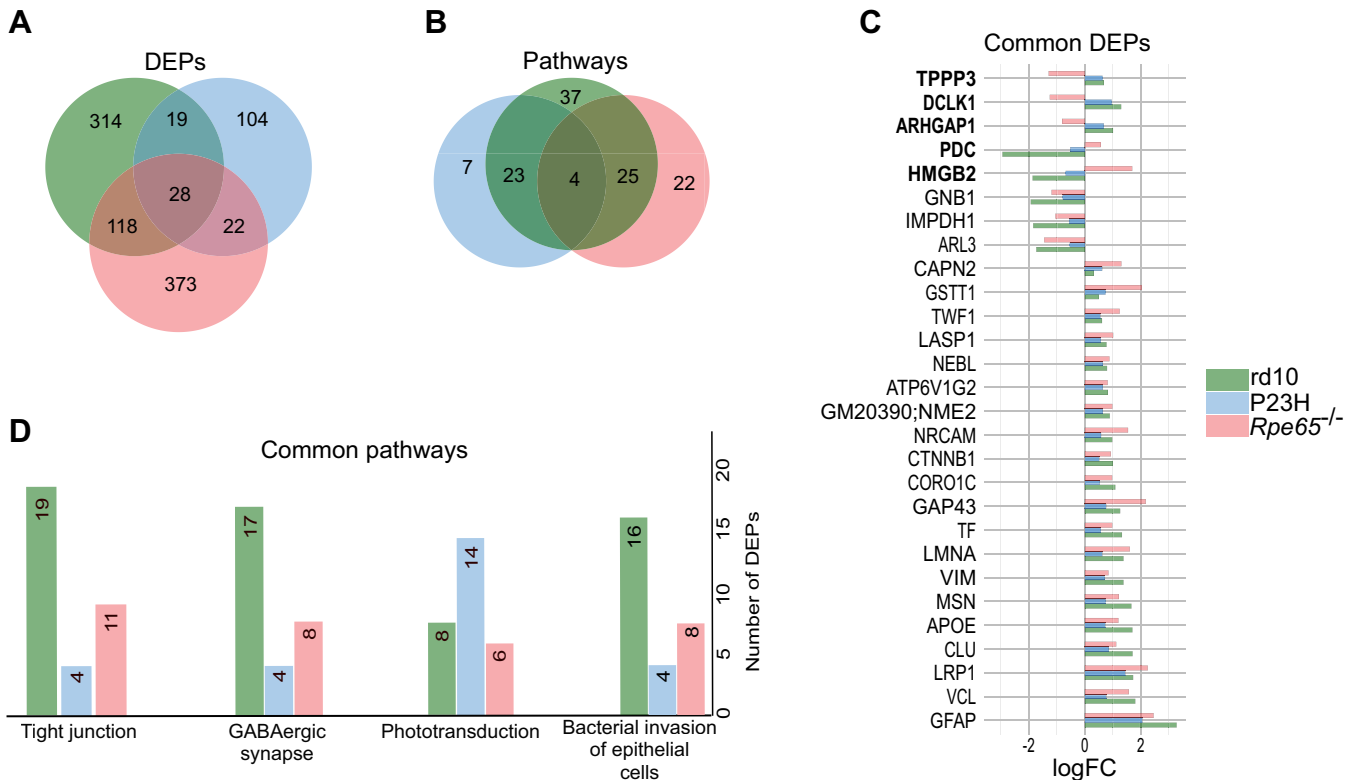 A
DEPs
314
19
104
28
118
22
373
B
Pathways
37
7
23
4
25
22
C
Common DEPs
TPPP3
DCLK1
ARHGAP1
PDC
HMGB2
GNB1
IMPDH1
ARL3
CAPN2
GSTT1
TWF1
LASP1
NEBL
ATP6V1G2
GM20390;NME2
NRCAM
CTNNB1
CORO1C
GAP43
TF
LMNA
VIM
MSN
APOE
CLU
LRP1
VCL
GFAP
-2 0 2
logFC
rd10
P23H
Rpe65-/-
D
Common pathways
19
4
11
17
4
8
8
14
6
16
4
8
20
15
10
5
0
Number of DEPs
Tight junction
GABAergic
synapse
Phototransduction
Bacterial invasion
of epithelial
cells